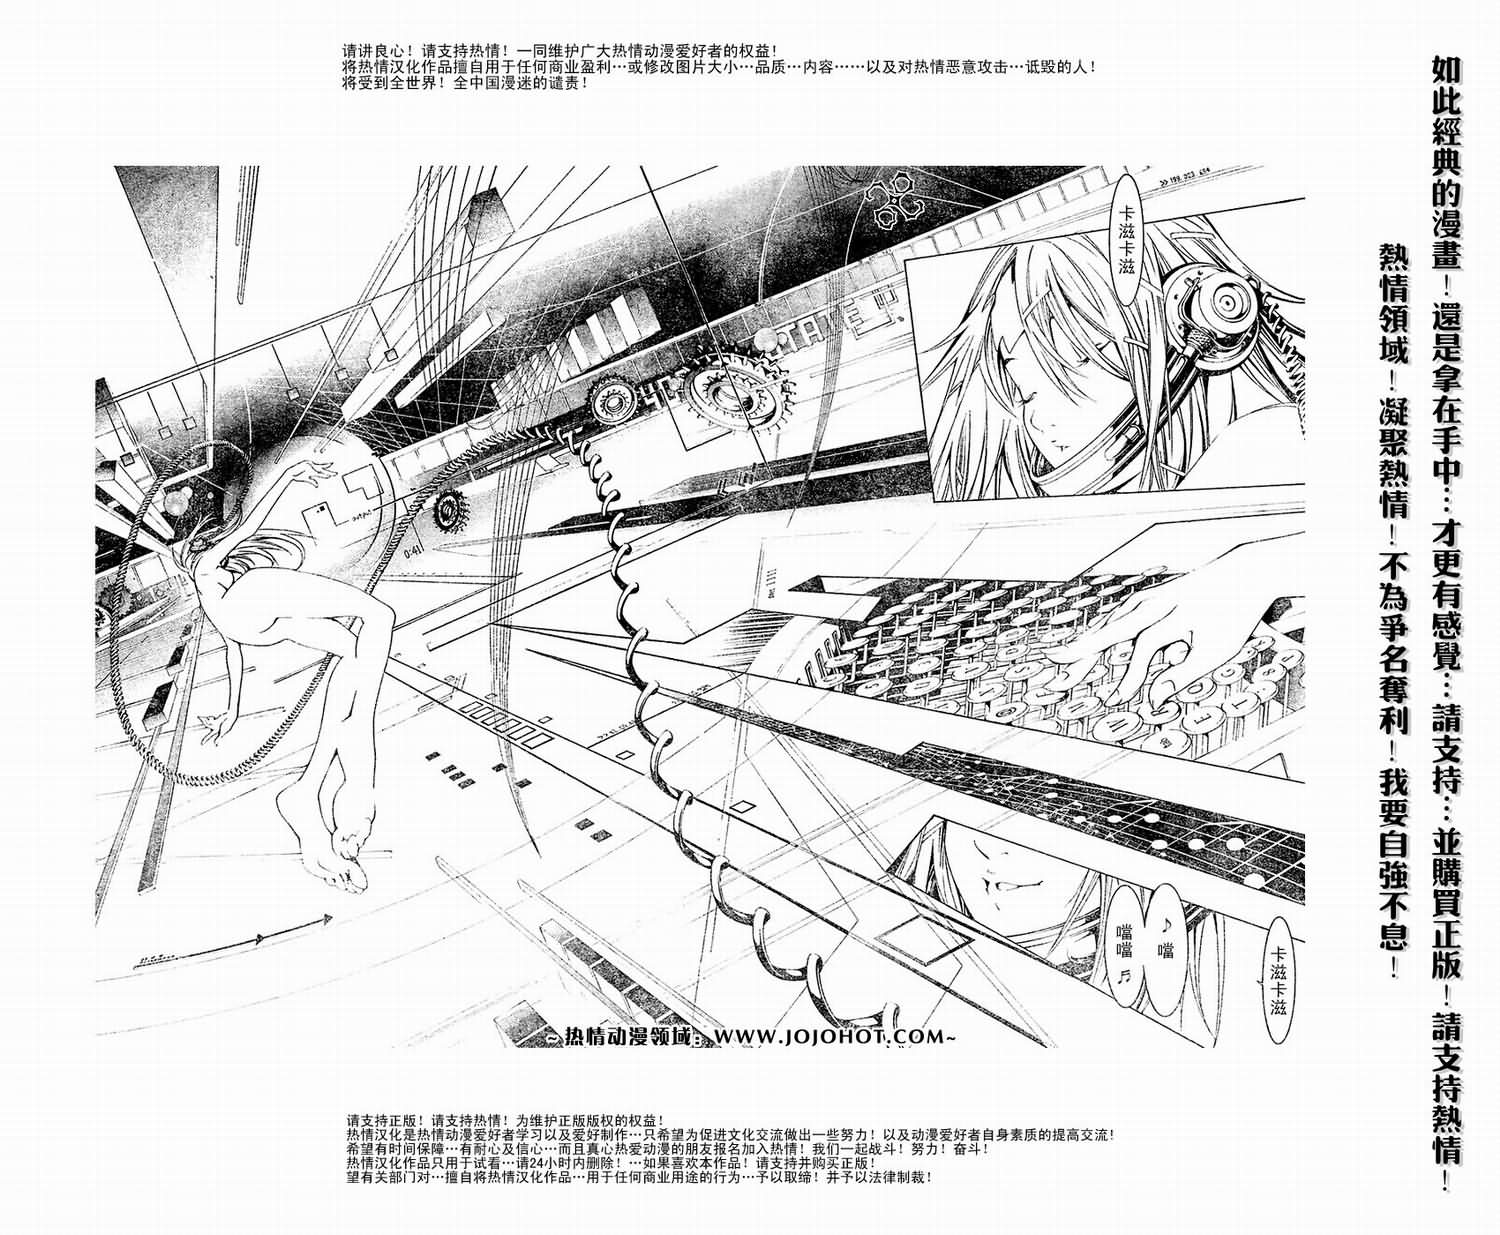 请讲良心！请支持热情！一同维护广大热情动漫爱好者的权益！
将热情汉化作品擅自用于任何商业盈利…或修改图片大小…品质…内容……以及对热情恶意攻击…诋毁的人！
将受到全世界！全中国漫迷的谴责！
如此經典的漫畫！還是拿在手中…才更有感覺…請支持…並購買正版！請支持熱情！
熱情領域！凝聚熱情！不為爭名奪利！我要自強不息！
>> 199. 023 024
卡滋卡滋
TATE
output
0:41
♪噹
噹噹♬
卡滋卡滋
~热情动漫领域：WWW.JOJOHOT.COM~
请支持正版！请支持热情！为维护正版版权的权益！
热情汉化是热情动漫爱好者学习以及爱好制作…只希望为促进文化交流做出一些努力！以及动漫爱好者自身素质的提高交流！
希望有时间保障…有耐心及信心…而且真心热爱动漫的朋友报名加入热情！我们一起战斗！努力！奋斗！
热情汉化作品只用于试看…请24小时内删除！…如果喜欢本作品！请支持并购买正版！
望有关部门对…擅自将热情汉化作品…用于任何商业用途的行为…予以取缔！并予以法律制裁！